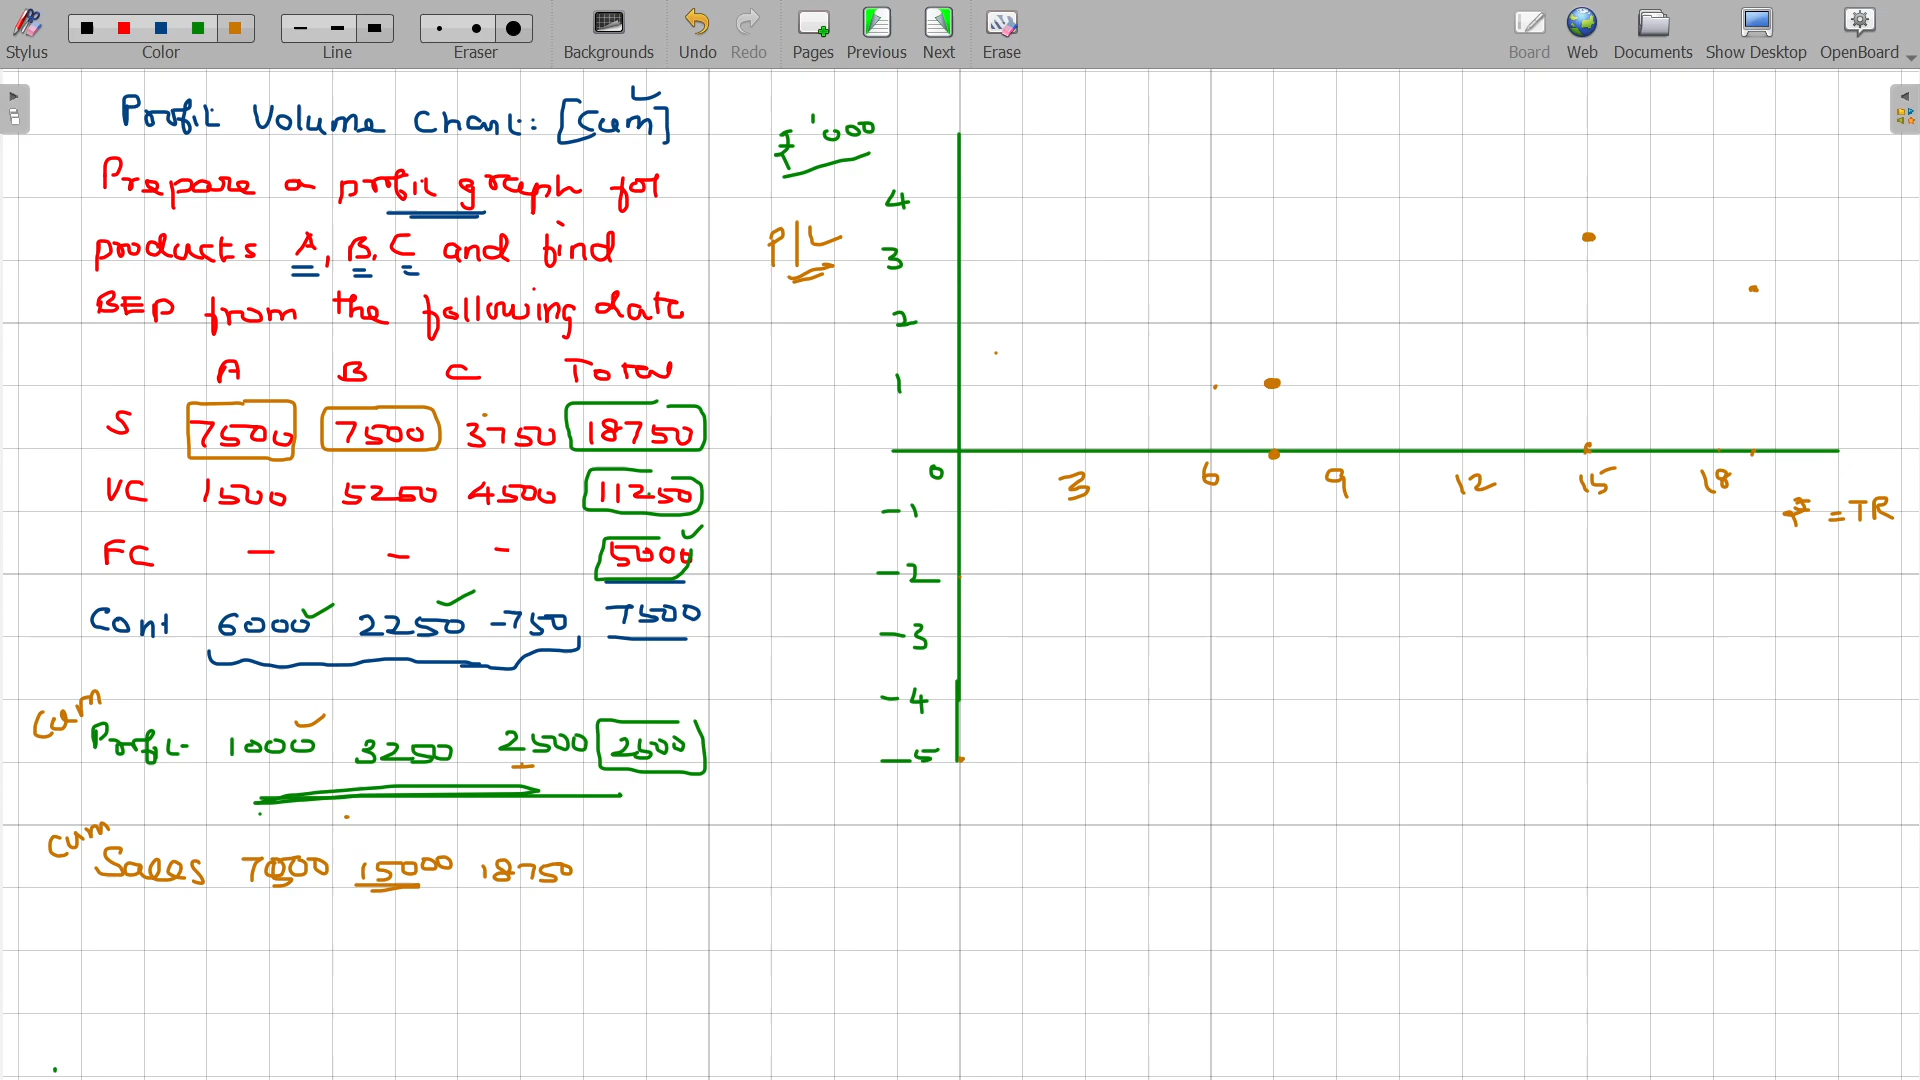 Stylus Color Line Eraser Backgrounds Undo Redo Pages Previous Next Erase Board Web Documents Show Desktop OpenBoard
Profit Volume Chart: [Cum]
Prepare a profit graph for
products A, B, C and find
BEP from the following data
A B C Total
S 7500 7500 3750 18750
VC 1500 5250 4500 11250
FC - - - 5000
Cont 6000 2250 -750 7500
Cum
Profit 1000 3250 2500 2500
Cum
Sales 7000 15000 18750
₹ '000
P|L
4
3
2
1
0
-1
-2
-3
-4
-5
3 6 9 12 15 18
₹ = TR